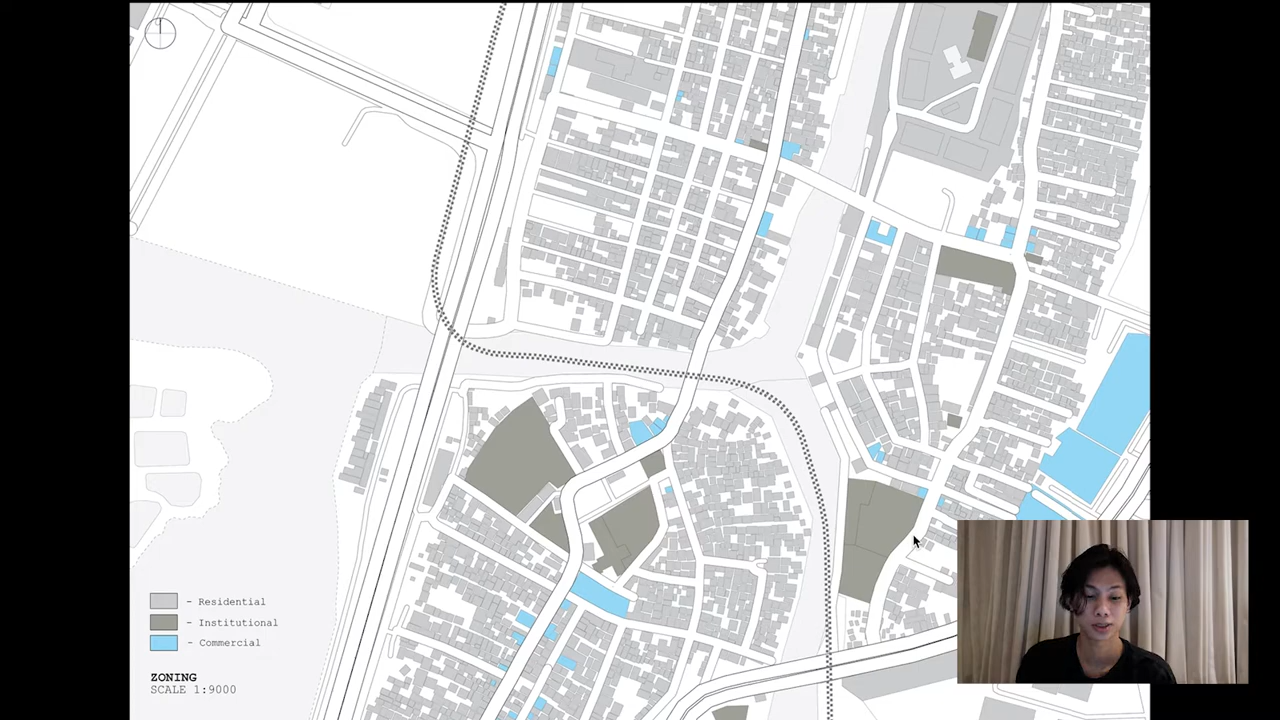 - Residential
- Institutional
- Commercial
ZONING
SCALE 1:9000